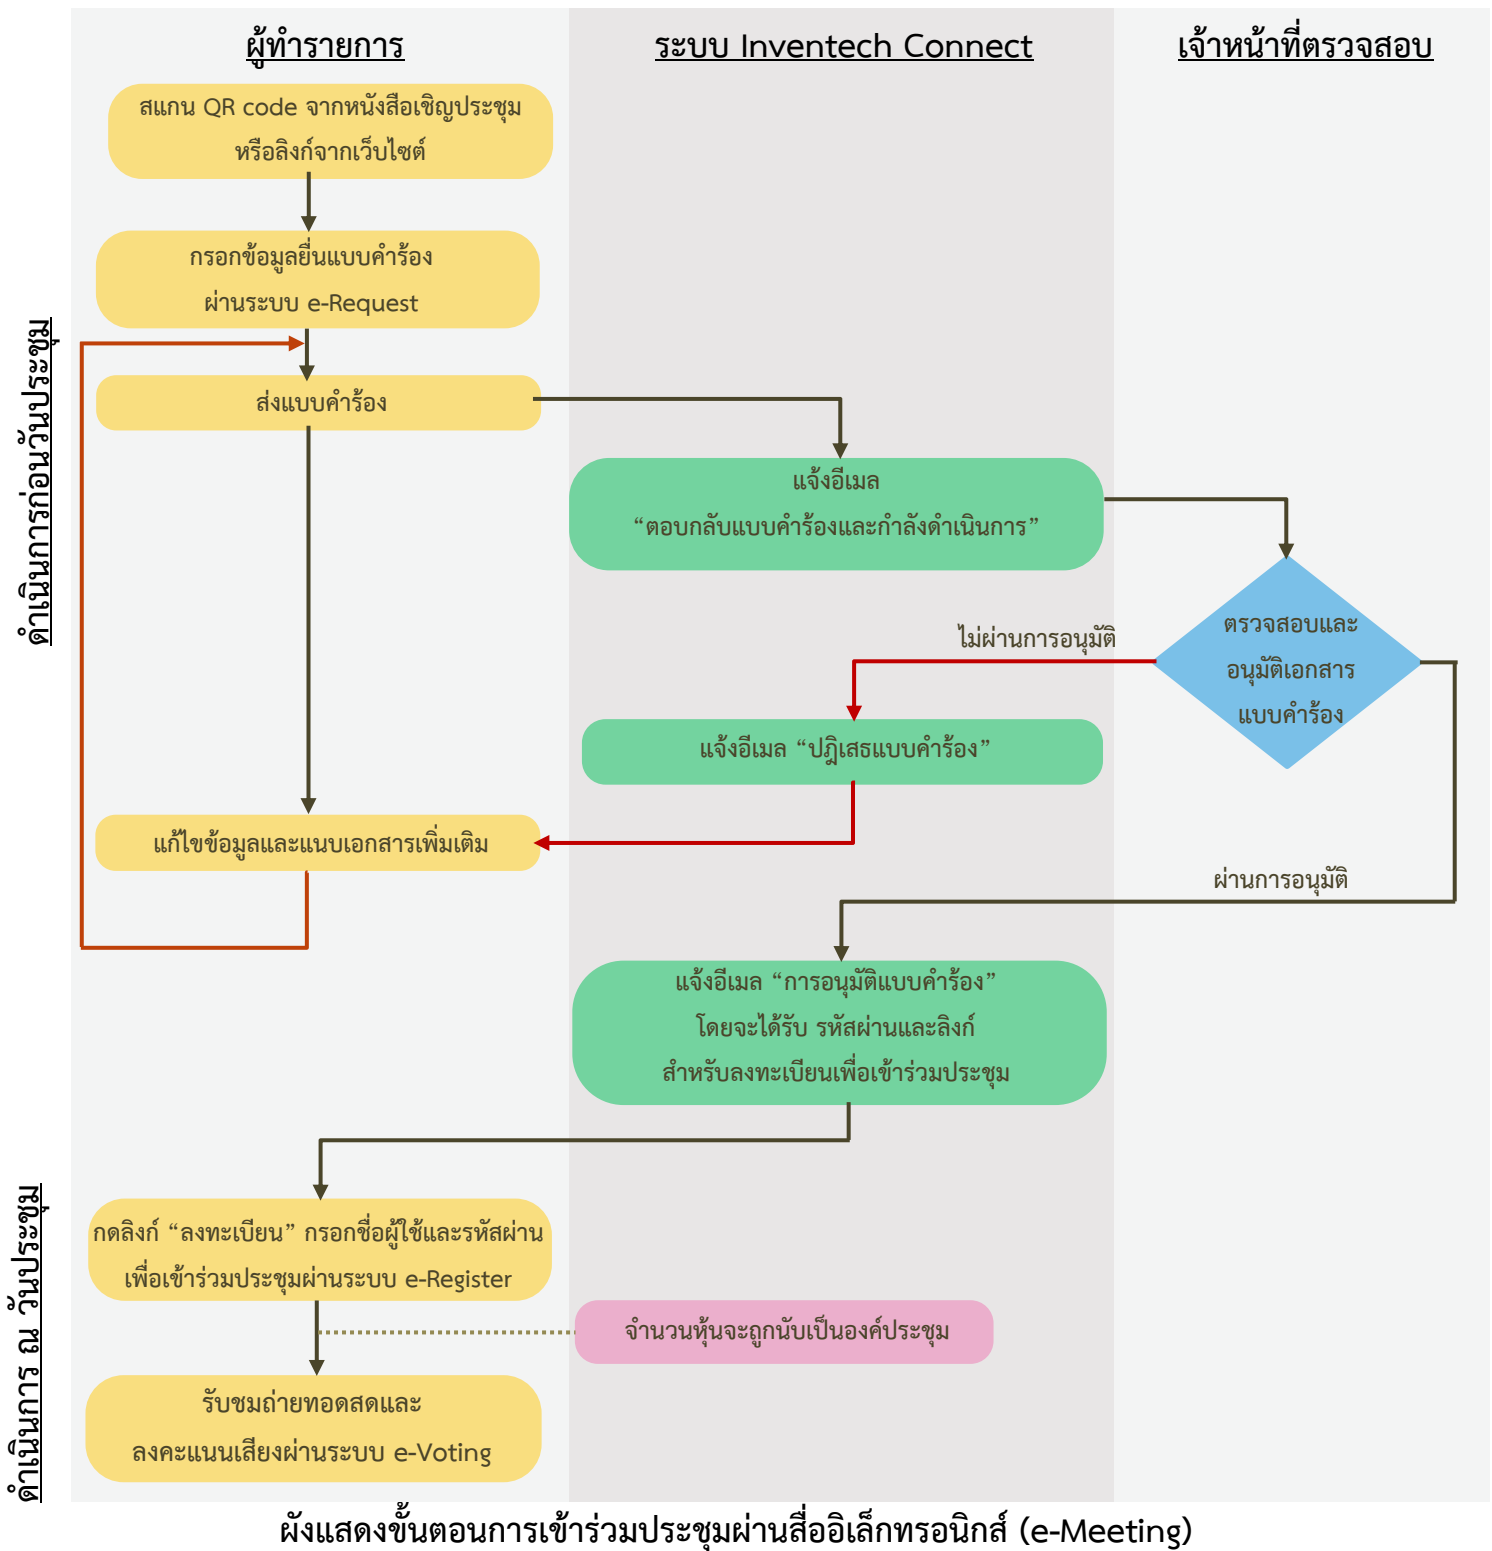 ผู้ทำรายการ
ระบบ Inventech Connect
เจ้าหน้าที่ตรวจสอบ
ดำเนินการก่อนวันประชุม
สแกน QR code จากหนังสือเชิญประชุม
หรือลิงก์จากเว็บไซต์
กรอกข้อมูลยื่นแบบคำร้อง
ผ่านระบบ e-Request
ส่งแบบคำร้อง
แจ้งอีเมล
“ตอบกลับแบบคำร้องและกำลังดำเนินการ”
ตรวจสอบและ
อนุมัติเอกสาร
แบบคำร้อง
ไม่ผ่านการอนุมัติ
แจ้งอีเมล “ปฎิเสธแบบคำร้อง”
แก้ไขข้อมูลและแนบเอกสารเพิ่มเติม
ผ่านการอนุมัติ
แจ้งอีเมล “การอนุมัติแบบคำร้อง”
โดยจะได้รับ รหัสผ่านและลิงก์
สำหรับลงทะเบียนเพื่อเข้าร่วมประชุม
ดำเนินการ ณ วันประชุม
กดลิงก์ “ลงทะเบียน” กรอกชื่อผู้ใช้และรหัสผ่าน
เพื่อเข้าร่วมประชุมผ่านระบบ e-Register
จำนวนหุ้นจะถูกนับเป็นองค์ประชุม
รับชมถ่ายทอดสดและ
ลงคะแนนเสียงผ่านระบบ e-Voting
ผังแสดงขั้นตอนการเข้าร่วมประชุมผ่านสื่ออิเล็กทรอนิกส์ (e-Meeting)